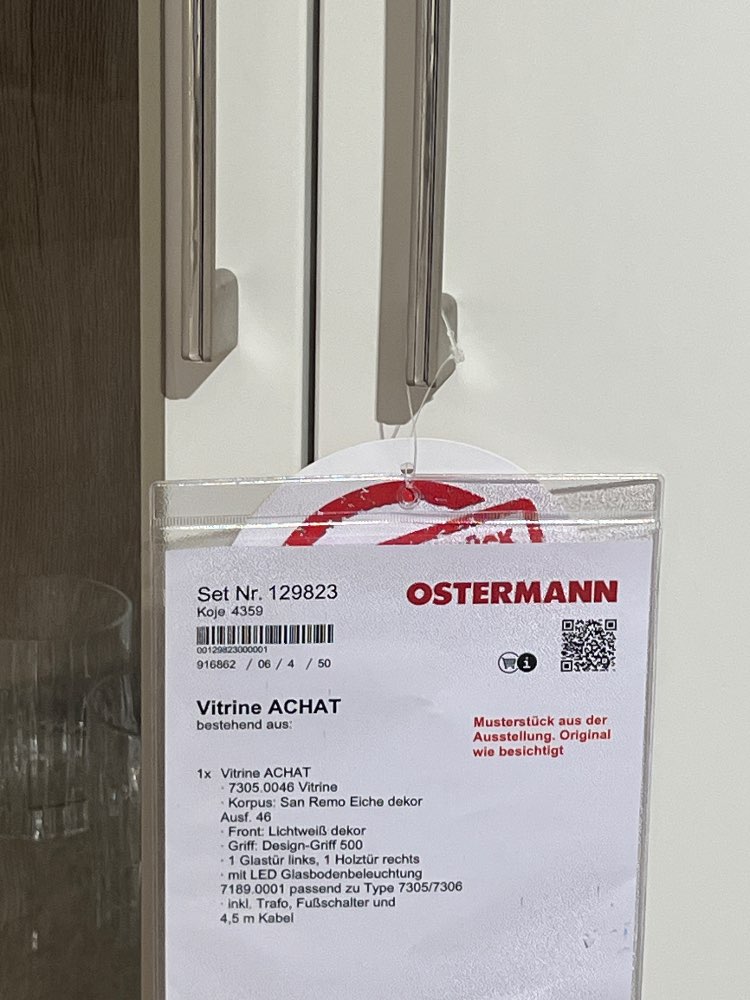 Set Nr. 129823
Koje 4359
OSTERMANN
00129823000001
916862 / 06 / 4 / 50
Vitrine ACHAT
bestehend aus:
Musterstück aus der
Ausstellung. Original
wie besichtigt
1x Vitrine ACHAT
· 7305.0046 Vitrine
· Korpus: San Remo Eiche dekor
Ausf. 46
· Front: Lichtweiß dekor
· Griff: Design-Griff 500
· 1 Glastür links, 1 Holztür rechts
· mit LED Glasbodenbeleuchtung
7189.0001 passend zu Type 7305/7306
· inkl. Trafo, Fußschalter und
4,5 m Kabel